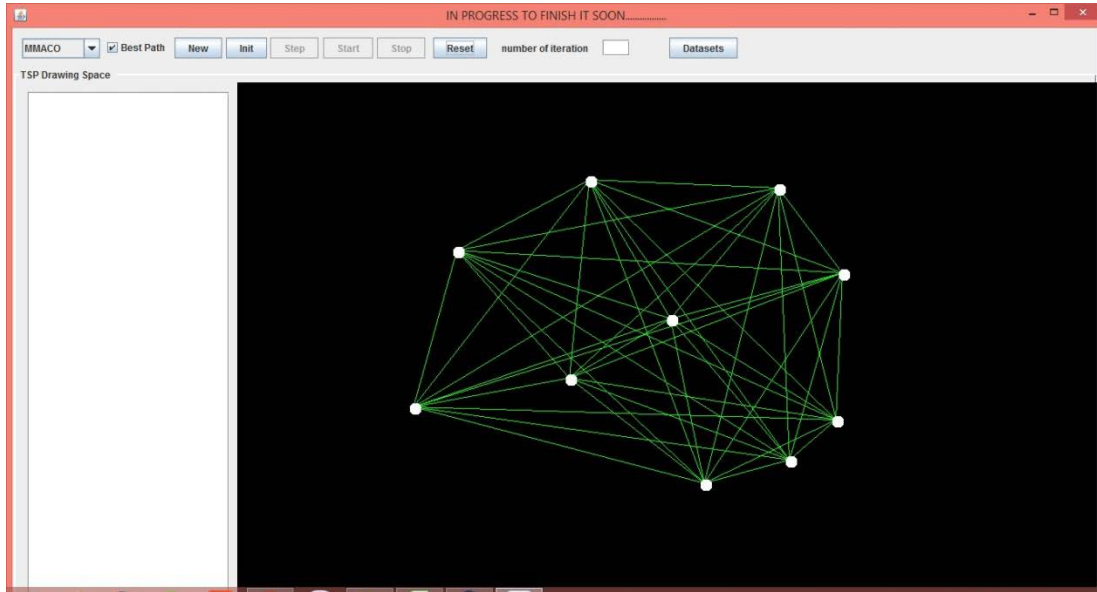 IN PROGRESS TO FINISH IT SOON.................
MMACO Best Path New Init Step Start Stop Reset number of iteration Datasets
TSP Drawing Space